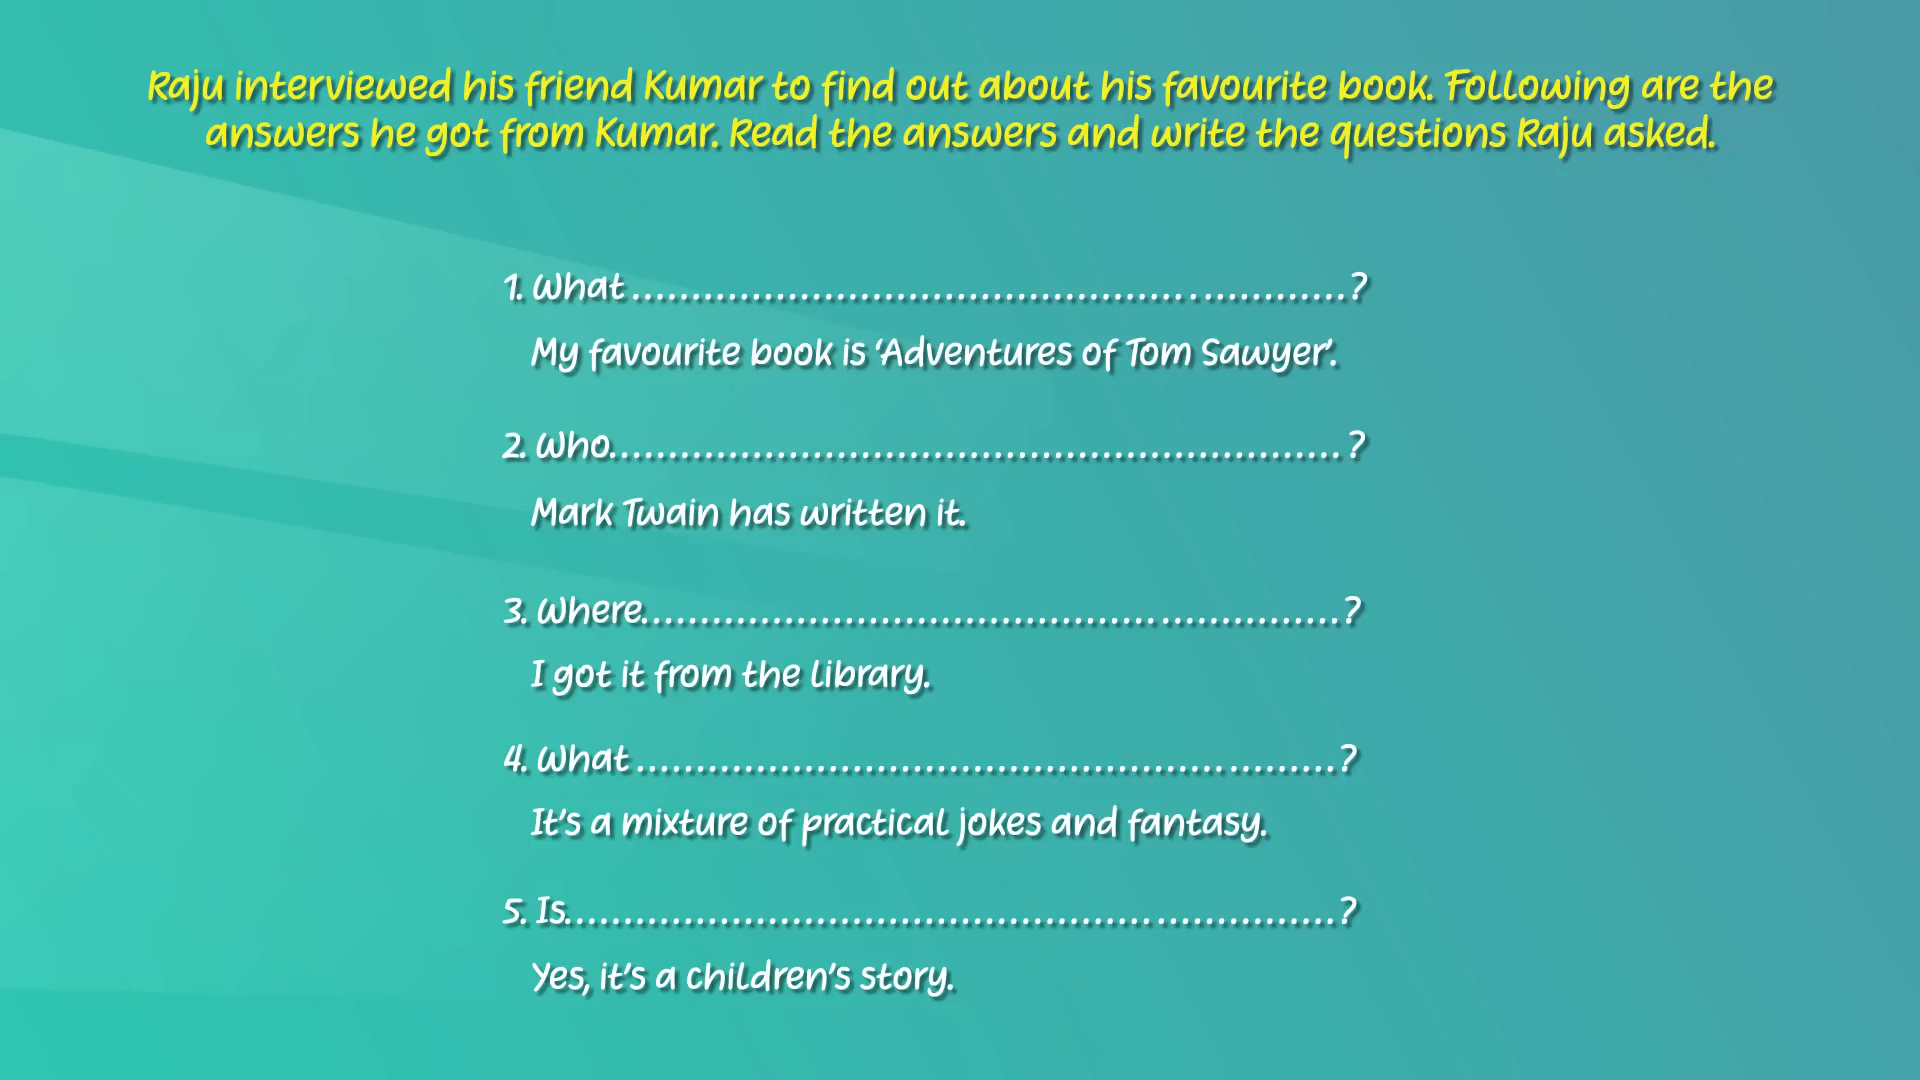 Raju interviewed his friend Kumar to find out about his favourite book. Following are the
answers he got from Kumar. Read the answers and write the questions Raju asked.
1. What............................................................?
My favourite book is ‘Adventures of Tom Sawyer’.
2. Who..............................................................?
Mark Twain has written it.
3. Where...........................................................?
I got it from the library.
4. What............................................................?
It’s a mixture of practical jokes and fantasy.
5. Is.................................................................?
Yes, it’s a children’s story.